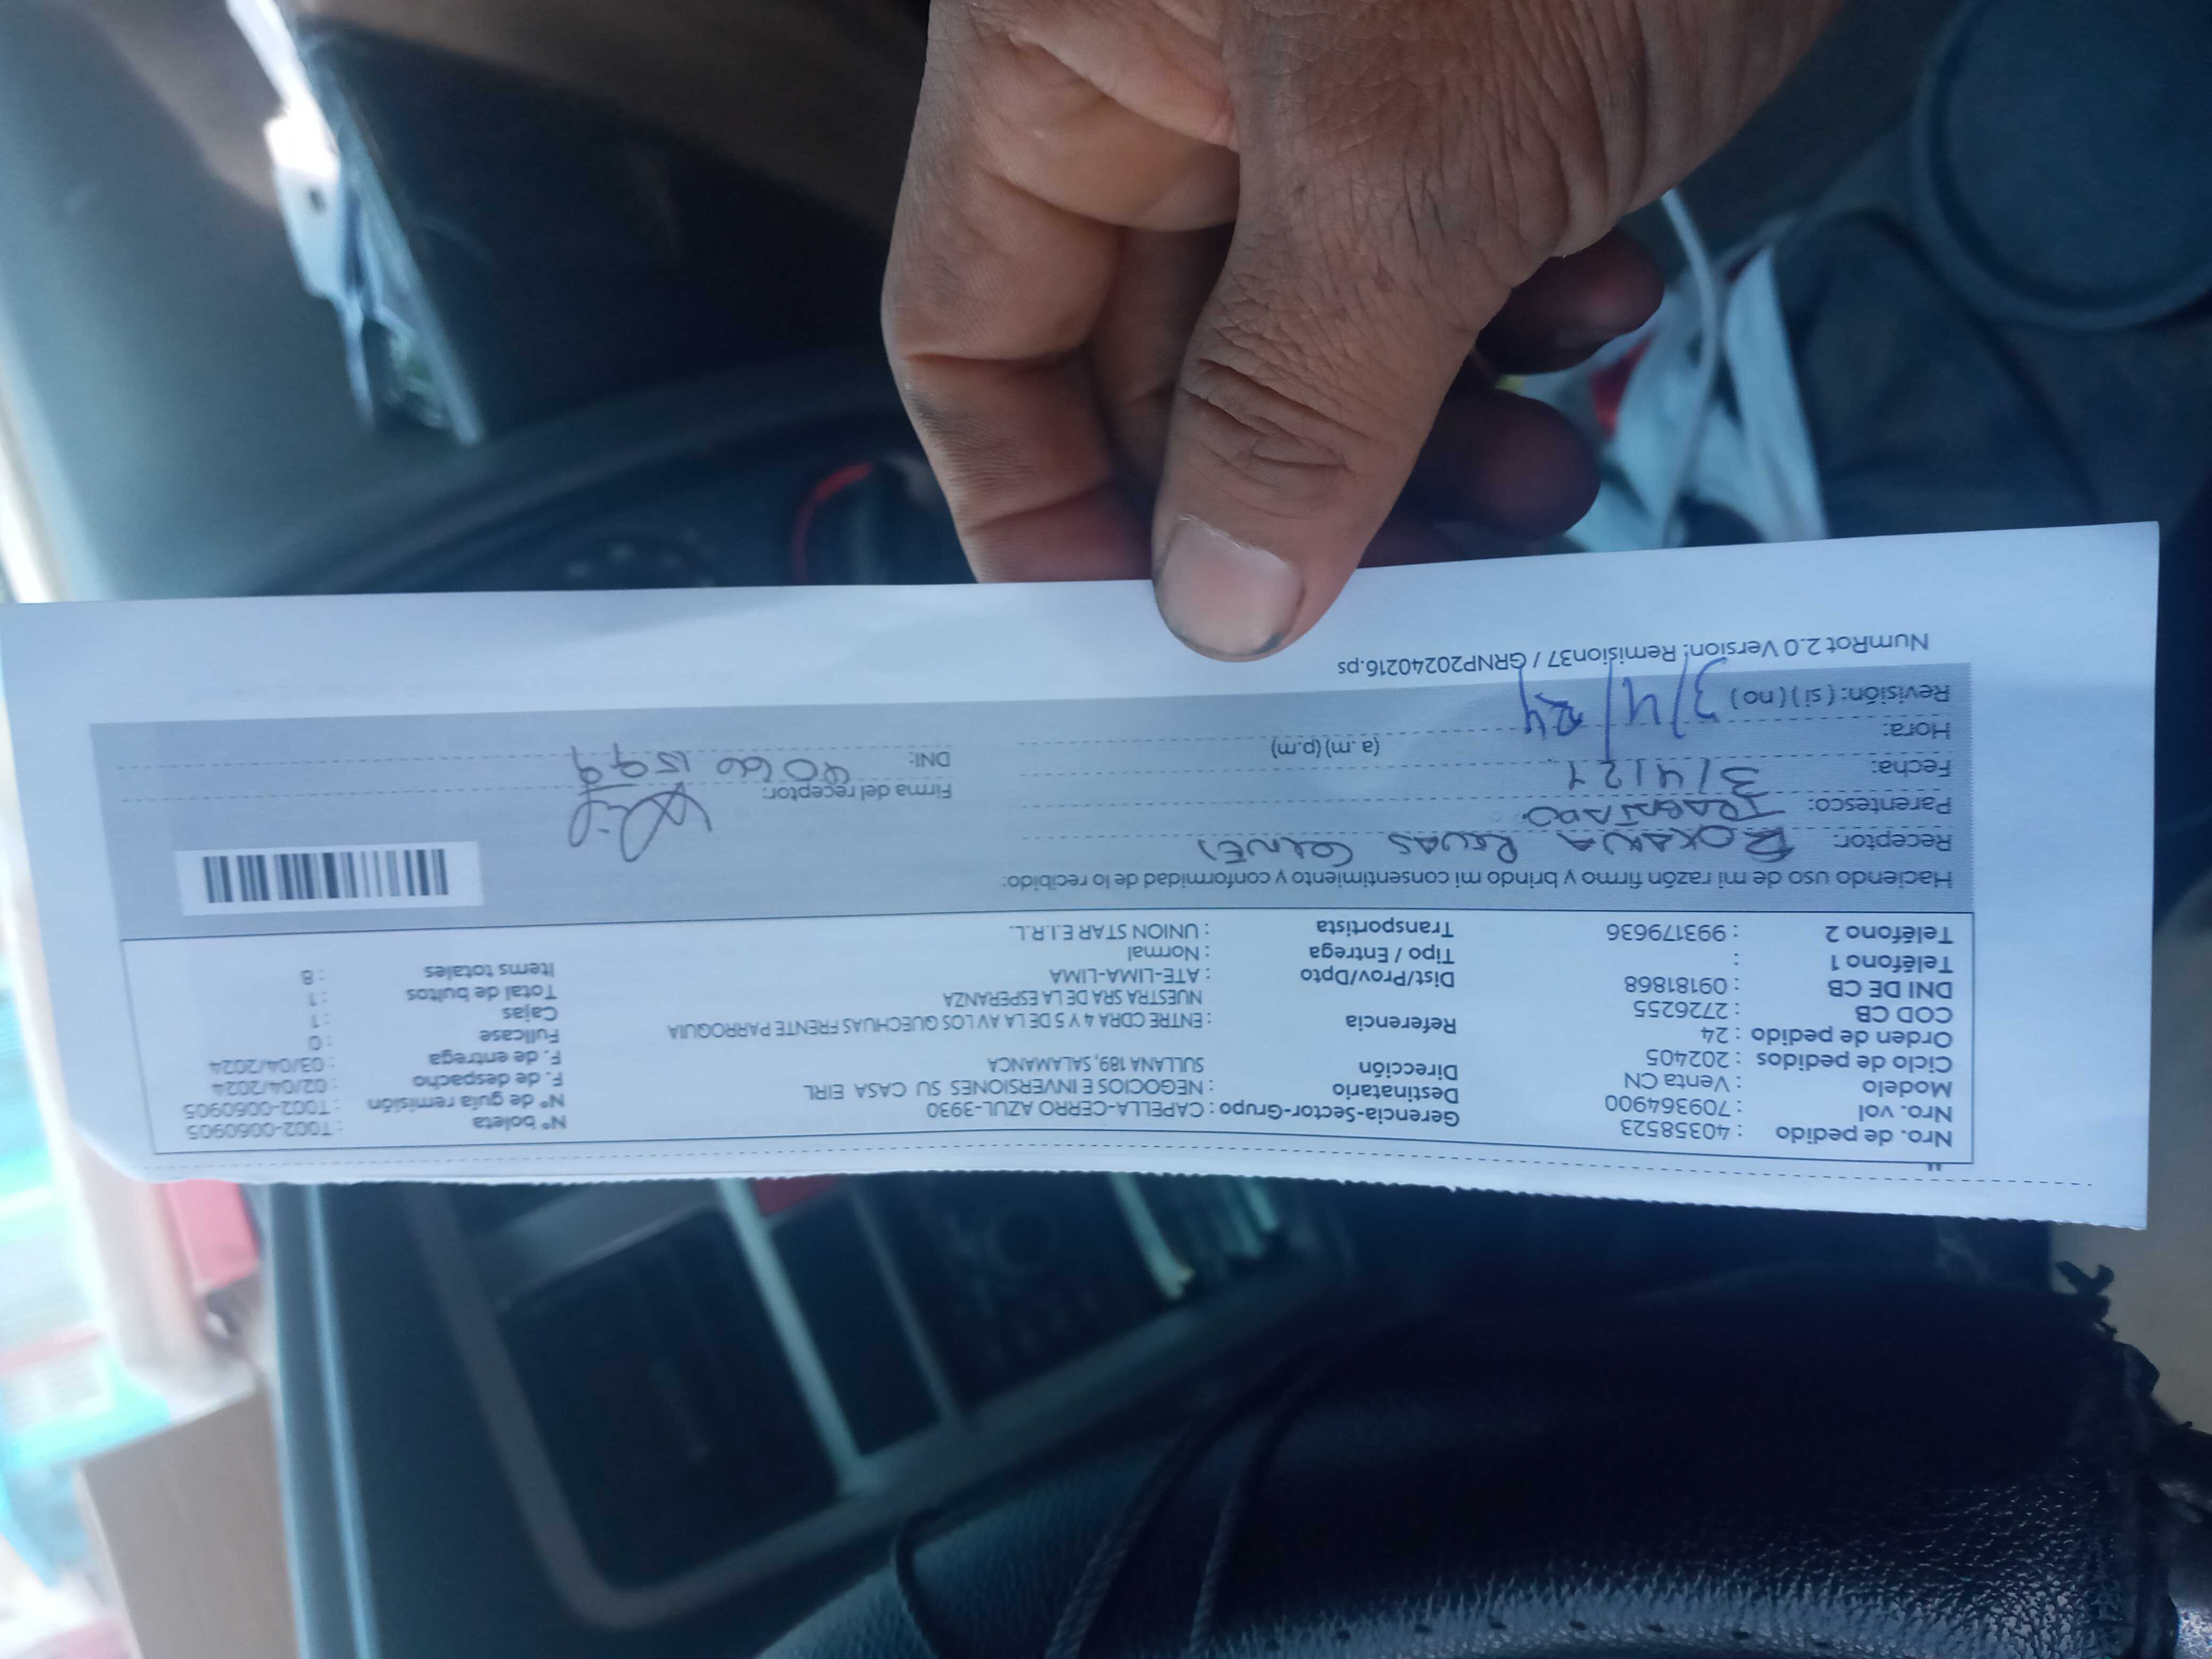 Nro. de pedido : 40358523
Nro. vol : 709364900
Modelo : Venta CN
Ciclo de pedidos : 202405
Orden de pedido : 24
COD CB : 2726255
DNI DE CB : 09181868
Teléfono 1 :
Teléfono 2 : 993179636
Gerencia-Sector-Grupo : CAPELLA-CERRO AZUL-3930
Destinatario : NEGOCIOS E INVERSIONES SU CASA EIRL
Dirección SULLANA 189, SALAMANCA
Referencia : ENTRE CDRA 4 Y 5 DE LA AV LOS QUECHUAS FRENTE PARROQUIA
NUESTRA SRA DE LA ESPERANZA
Dist/Prov/Dpto : ATE-LIMA-LIMA
Tipo / Entrega : Normal
Transportista : UNION STAR E.I.R.L.
N° boleta : T002-0060905
N° de guía remisión : T002-0060905
F. de despacho : 02/04/2024
F. de entrega : 03/04/2024
Fullcase : 0
Cajas : 1
Total de bultos : 1
Items totales : 8
Haciendo uso de mi razón firmo y brindo mi consentimiento y conformidad de lo recibido:
Receptor: ROXANA
Parentesco:
Fecha: 3/4/24
Hora: (a.m) (p.m)
Revisión: ( si ) ( no ) 3/4/24
Firma del receptor:
DNI: 40601599
NumRot 2.0 Version: Remision37 / GRNP20240216.ps